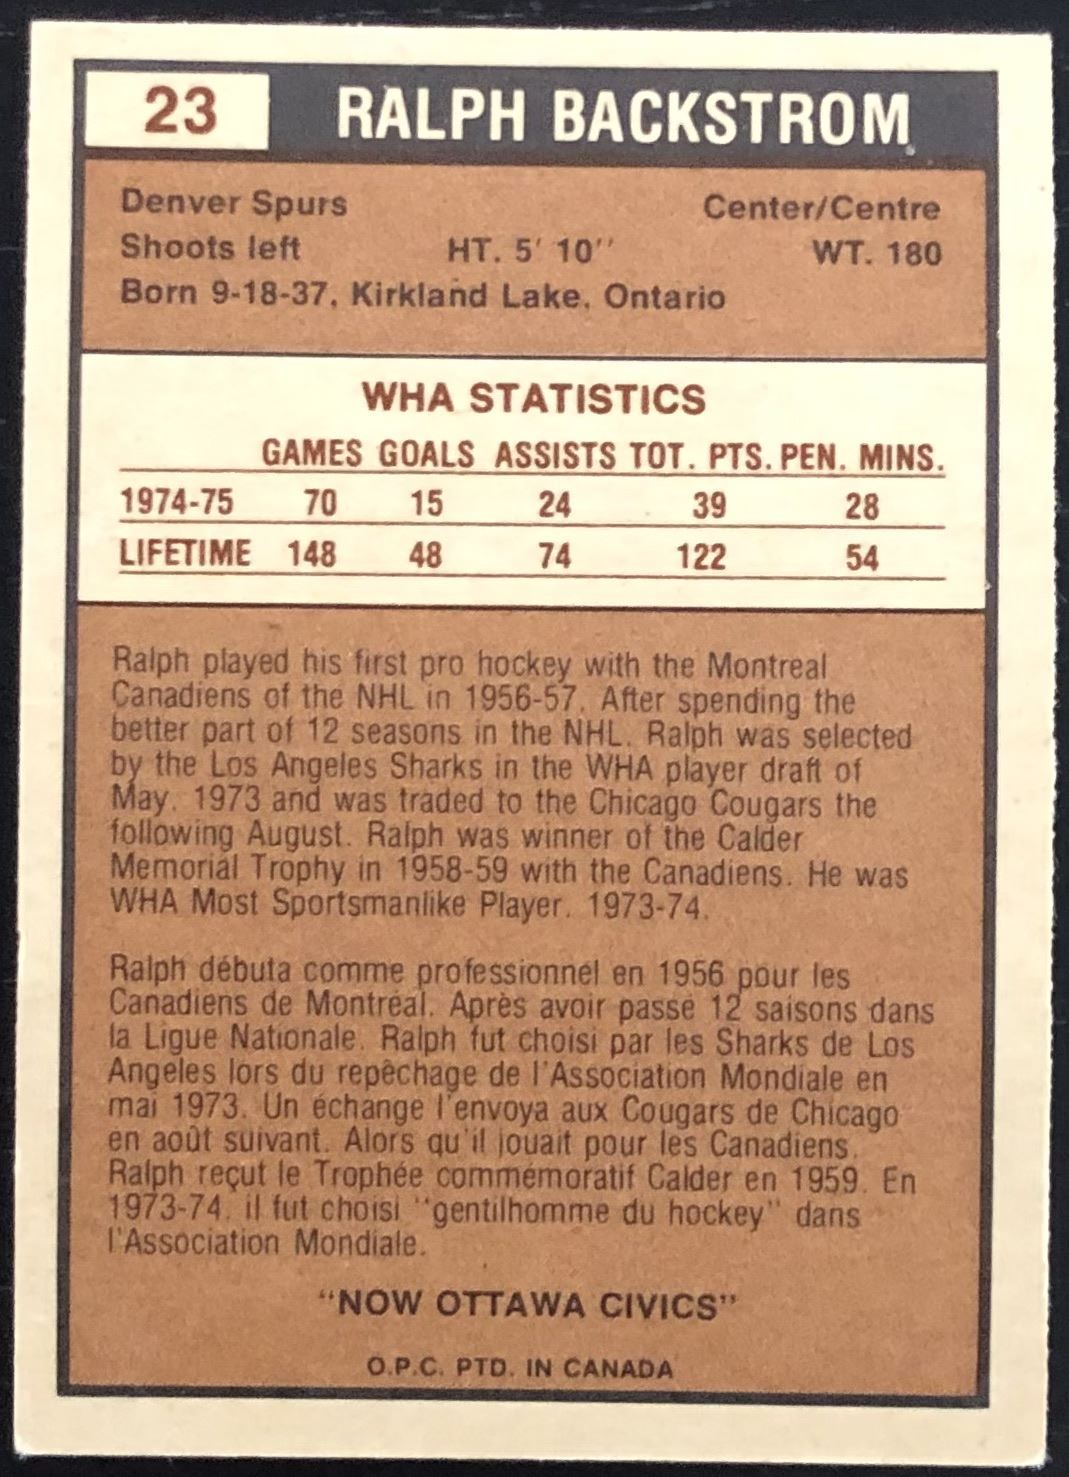 23 RALPH BACKSTROM
Denver Spurs Center/Centre
Shoots left HT. 5' 10'' WT. 180
Born 9-18-37, Kirkland Lake, Ontario
WHA STATISTICS
GAMES GOALS ASSISTS TOT. PTS. PEN. MINS.
1974-75 70 15 24 39 28
LIFETIME 148 48 74 122 54
Ralph played his first pro hockey with the Montreal
Canadiens of the NHL in 1956-57. After spending the
better part of 12 seasons in the NHL, Ralph was selected
by the Los Angeles Sharks in the WHA player draft of
May, 1973 and was traded to the Chicago Cougars the
following August. Ralph was winner of the Calder
Memorial Trophy in 1958-59 with the Canadiens. He was
WHA Most Sportsmanlike Player, 1973-74.
Ralph débuta comme professionnel en 1956 pour les
Canadiens de Montréal. Après avoir passé 12 saisons dans
la Ligue Nationale, Ralph fut choisi par les Sharks de Los
Angeles lors du repêchage de l'Association Mondiale en
mai 1973. Un échange l'envoya aux Cougars de Chicago
en août suivant. Alors qu'il jouait pour les Canadiens,
Ralph reçut le Trophée commémoratif Calder en 1959. En
1973-74, il fut choisi "gentilhomme du hockey" dans
l'Association Mondiale.
"NOW OTTAWA CIVICS"
O.P.C. PTD. IN CANADA